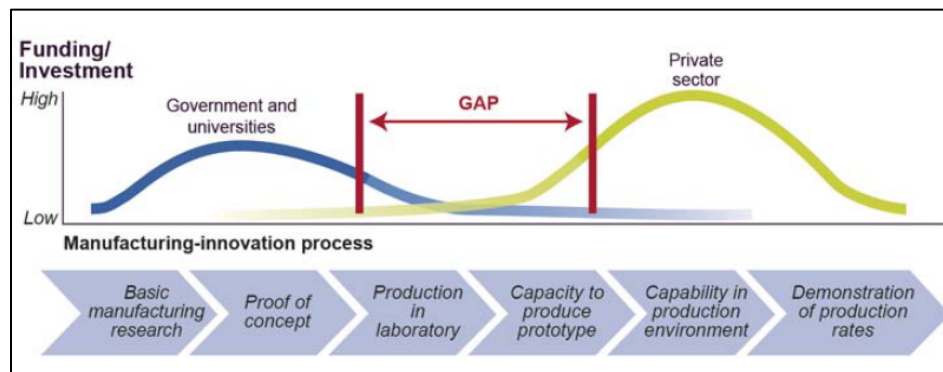 Funding/
Investment
High
Government and
universities
GAP
Private
sector
Low
Manufacturing-innovation process
Basic
manufacturing
research
Proof of
concept
Production
in
laboratory
Capacity to
produce
prototype
Capability in
production
environment
Demonstration
of production
rates